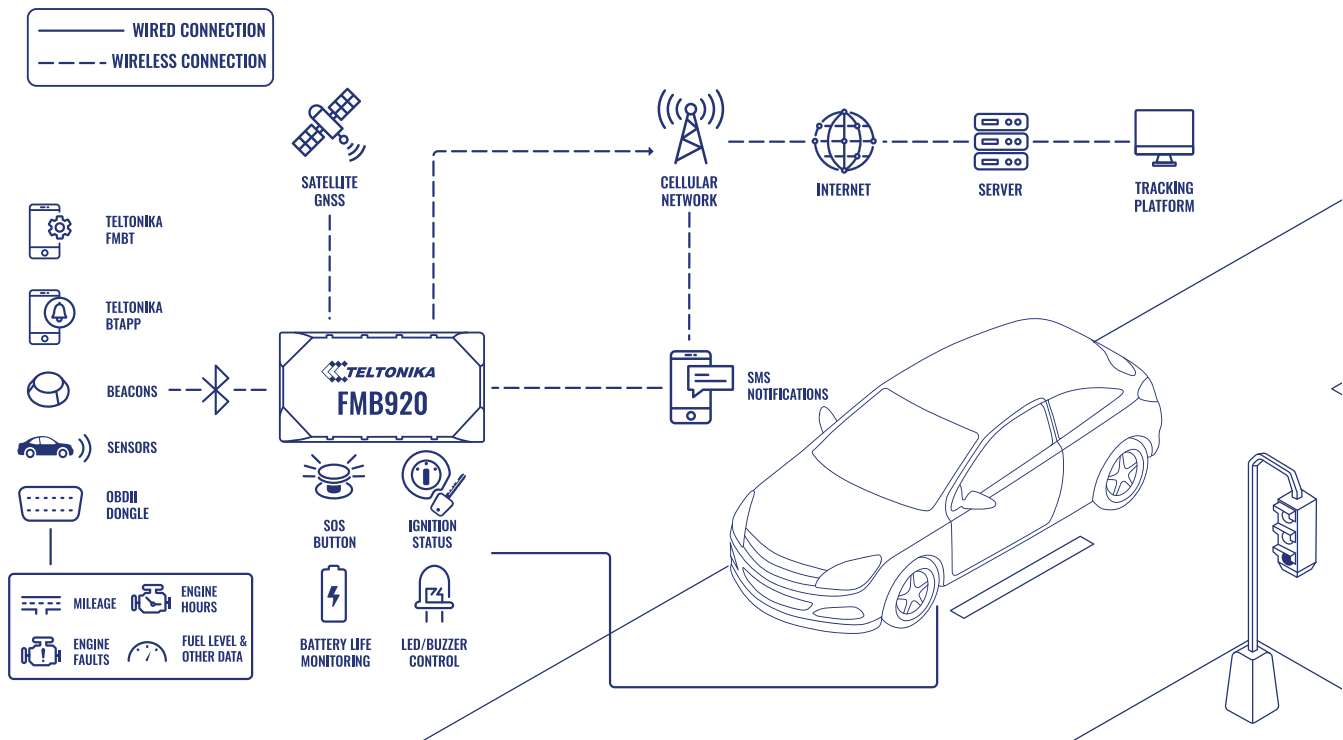 WIRED CONNECTION
WIRELESS CONNECTION
SATELLITE
GNSS
CELLULAR
NETWORK
INTERNET
SERVER
TRACKING
PLATFORM
TELTONIKA
FMBT
TELTONIKA
BTAPP
BEACONS
SENSORS
OBDII
DONGLE
TELTONIKA
FMB920
SMS
NOTIFICATIONS
SOS
BUTTON
IGNITION
STATUS
BATTERY LIFE
MONITORING
LED/BUZZER
CONTROL
MILEAGE
ENGINE
HOURS
ENGINE
FAULTS
FUEL LEVEL &
OTHER DATA